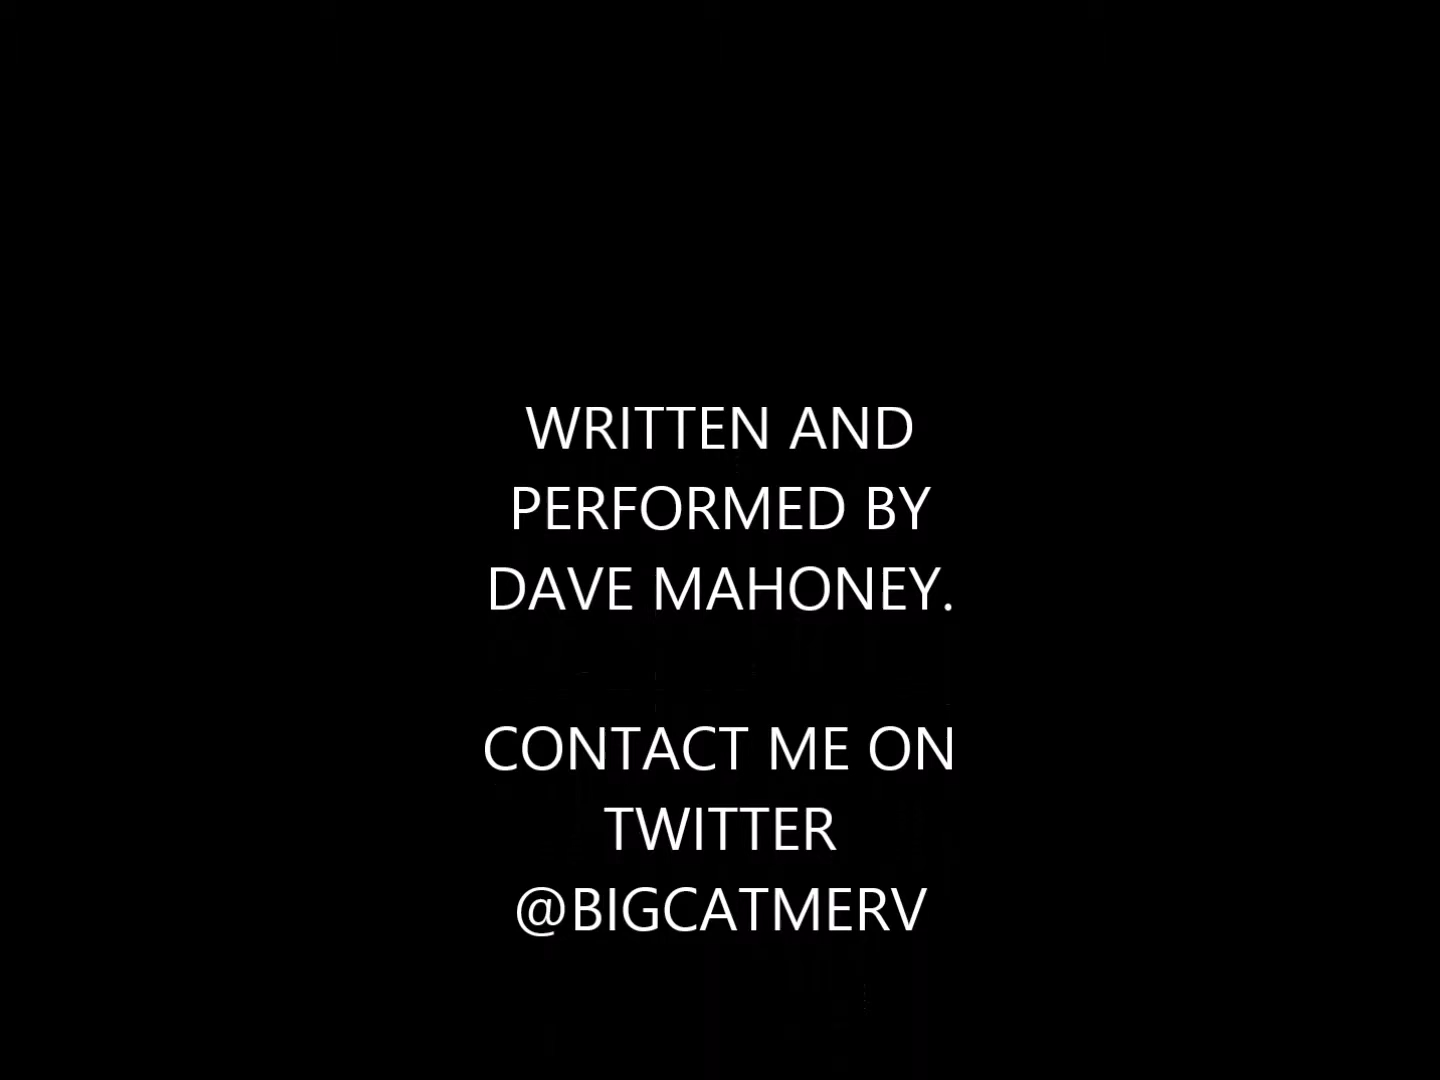 WRITTEN AND
PERFORMED BY
DAVE MAHONEY.
CONTACT ME ON
TWITTER
@BIGCATMERV